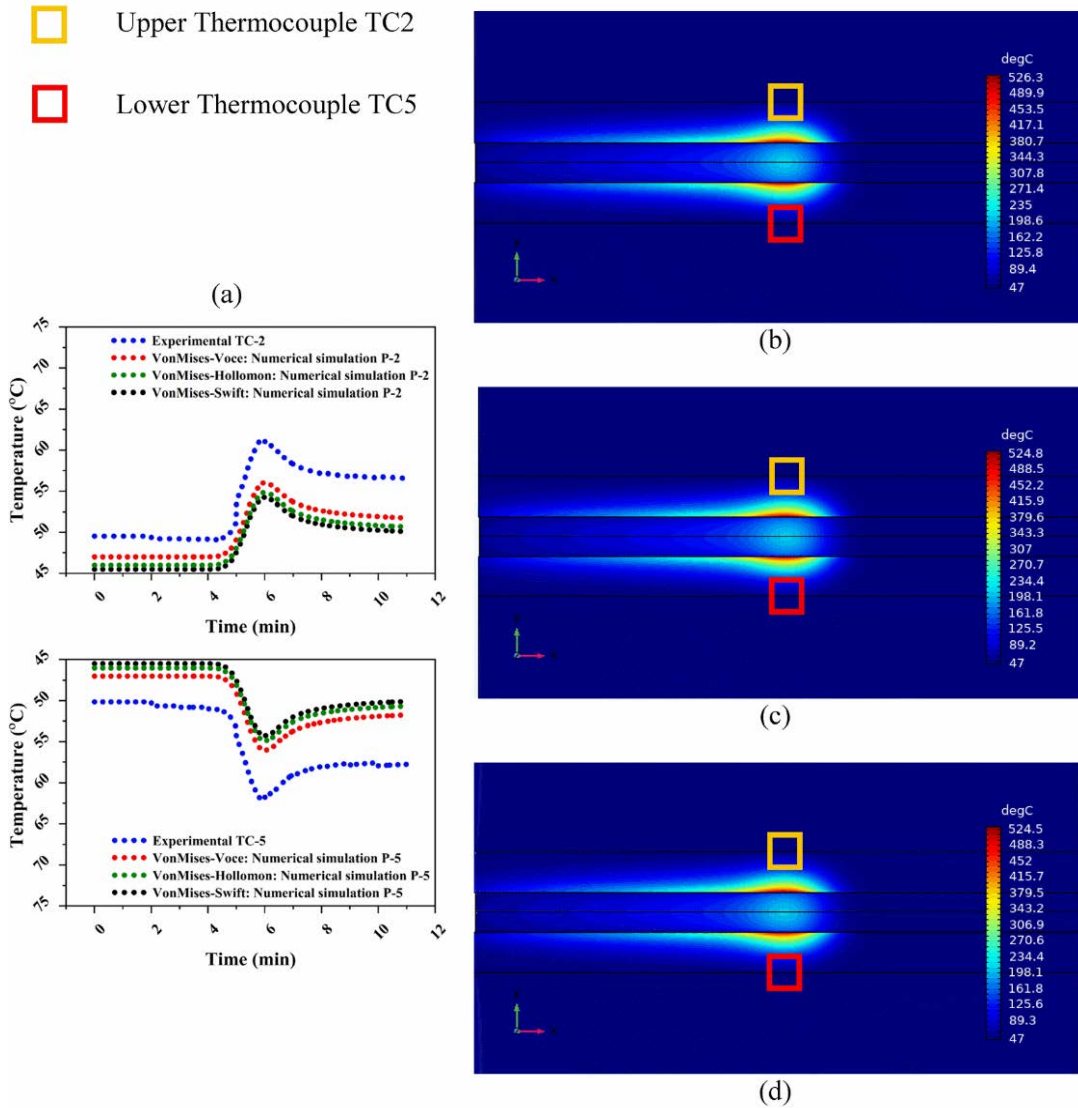 Upper Thermocouple TC2
Lower Thermocouple TC5
(a)
75
70
65
60
55
50
45
Temperature (°C)
Experimental TC-2
VonMises-Voce: Numerical simulation P-2
VonMises-Hollomon: Numerical simulation P-2
VonMises-Swift: Numerical simulation P-2
0 2 4 6 8 10 12
Time (min)
45
50
55
60
65
70
75
Temperature (°C)
Experimental TC-5
VonMises-Voce: Numerical simulation P-5
VonMises-Hollomon: Numerical simulation P-5
VonMises-Swift: Numerical simulation P-5
0 2 4 6 8 10 12
Time (min)
degC
526.3
489.9
453.5
417.1
380.7
344.3
307.8
271.4
235
198.6
162.2
125.8
89.4
47
(b)
degC
524.8
488.5
452.2
415.9
379.6
343.3
307
270.7
234.4
198.1
161.8
125.5
89.2
47
(c)
degC
524.5
488.3
452
415.7
379.5
343.2
306.9
270.6
234.4
198.1
161.8
125.6
89.3
47
(d)